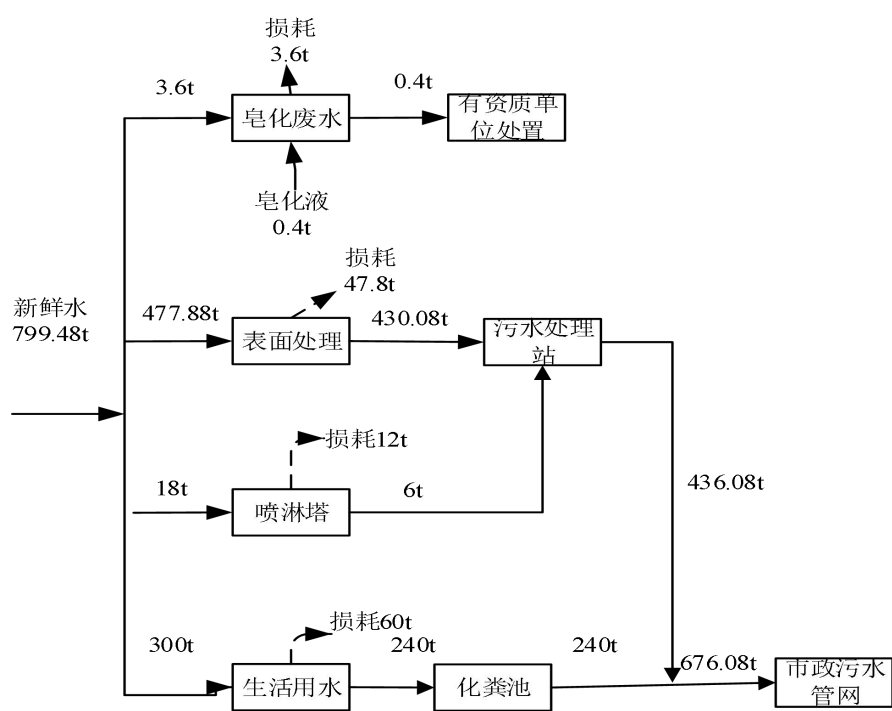 损耗
3.6t
3.6t
0.4t
皂化废水
有资质单
位处置
皂化液
0.4t
损耗
47.8t
新鲜水
799.48t
477.88t
430.08t
表面处理
污水处理
站
损耗12t
18t
6t
436.08t
喷淋塔
损耗60t
300t
240t
240t
676.08t
生活用水
化粪池
市政污水
管网